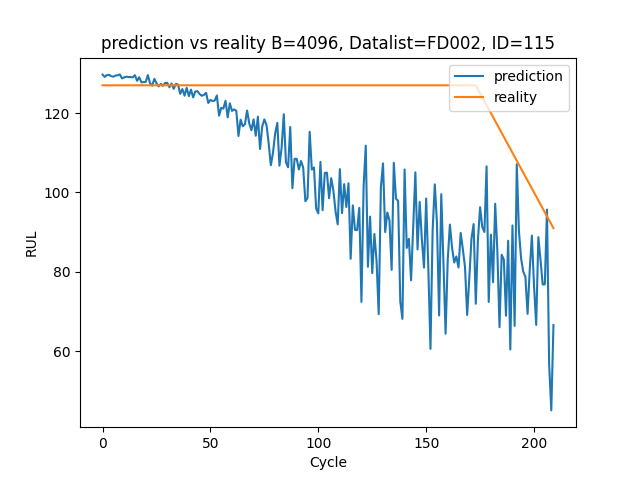 prediction vs reality B=4096, Datalist=FD002, ID=115
prediction
reality
120
100
80
60
RUL
0 50 100 150 200
Cycle